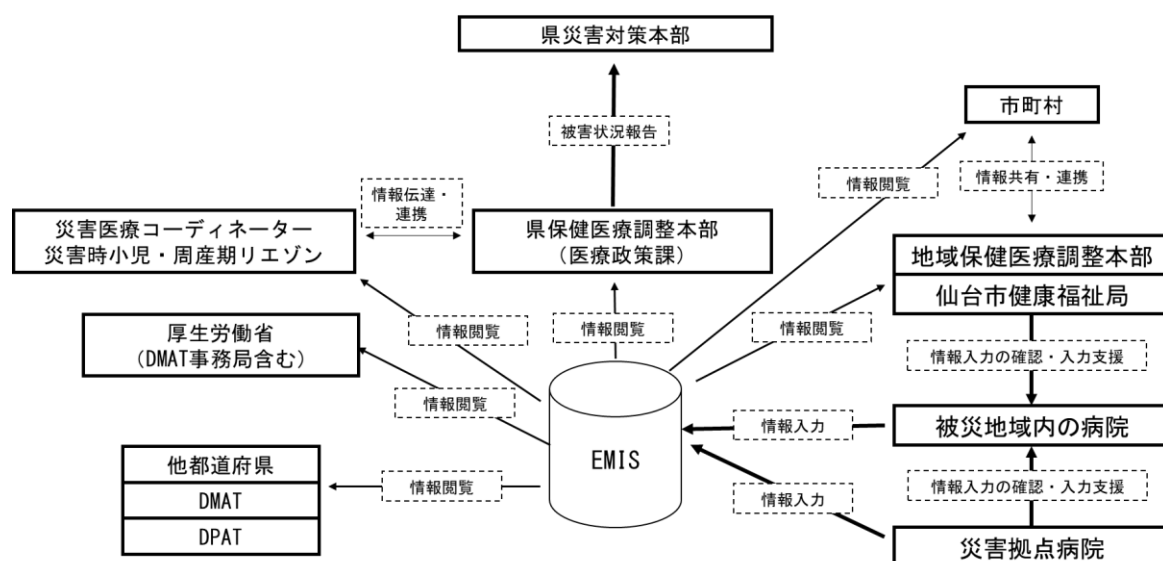 県災害対策本部
市町村
被害状況報告
情報共有・連携
情報閲覧
情報伝達・
連携
災害医療コーディネーター
災害時小児・周産期リエゾン
県保健医療調整本部
(医療政策課)
地域保健医療調整本部
仙台市健康福祉局
厚生労働省
(DMAT事務局含む)
情報閲覧
情報閲覧
情報閲覧
情報入力の確認・入力支援
情報閲覧
情報入力
被災地域内の病院
EMIS
他都道府県
DMAT
DPAT
情報閲覧
情報入力
情報入力の確認・入力支援
災害拠点病院